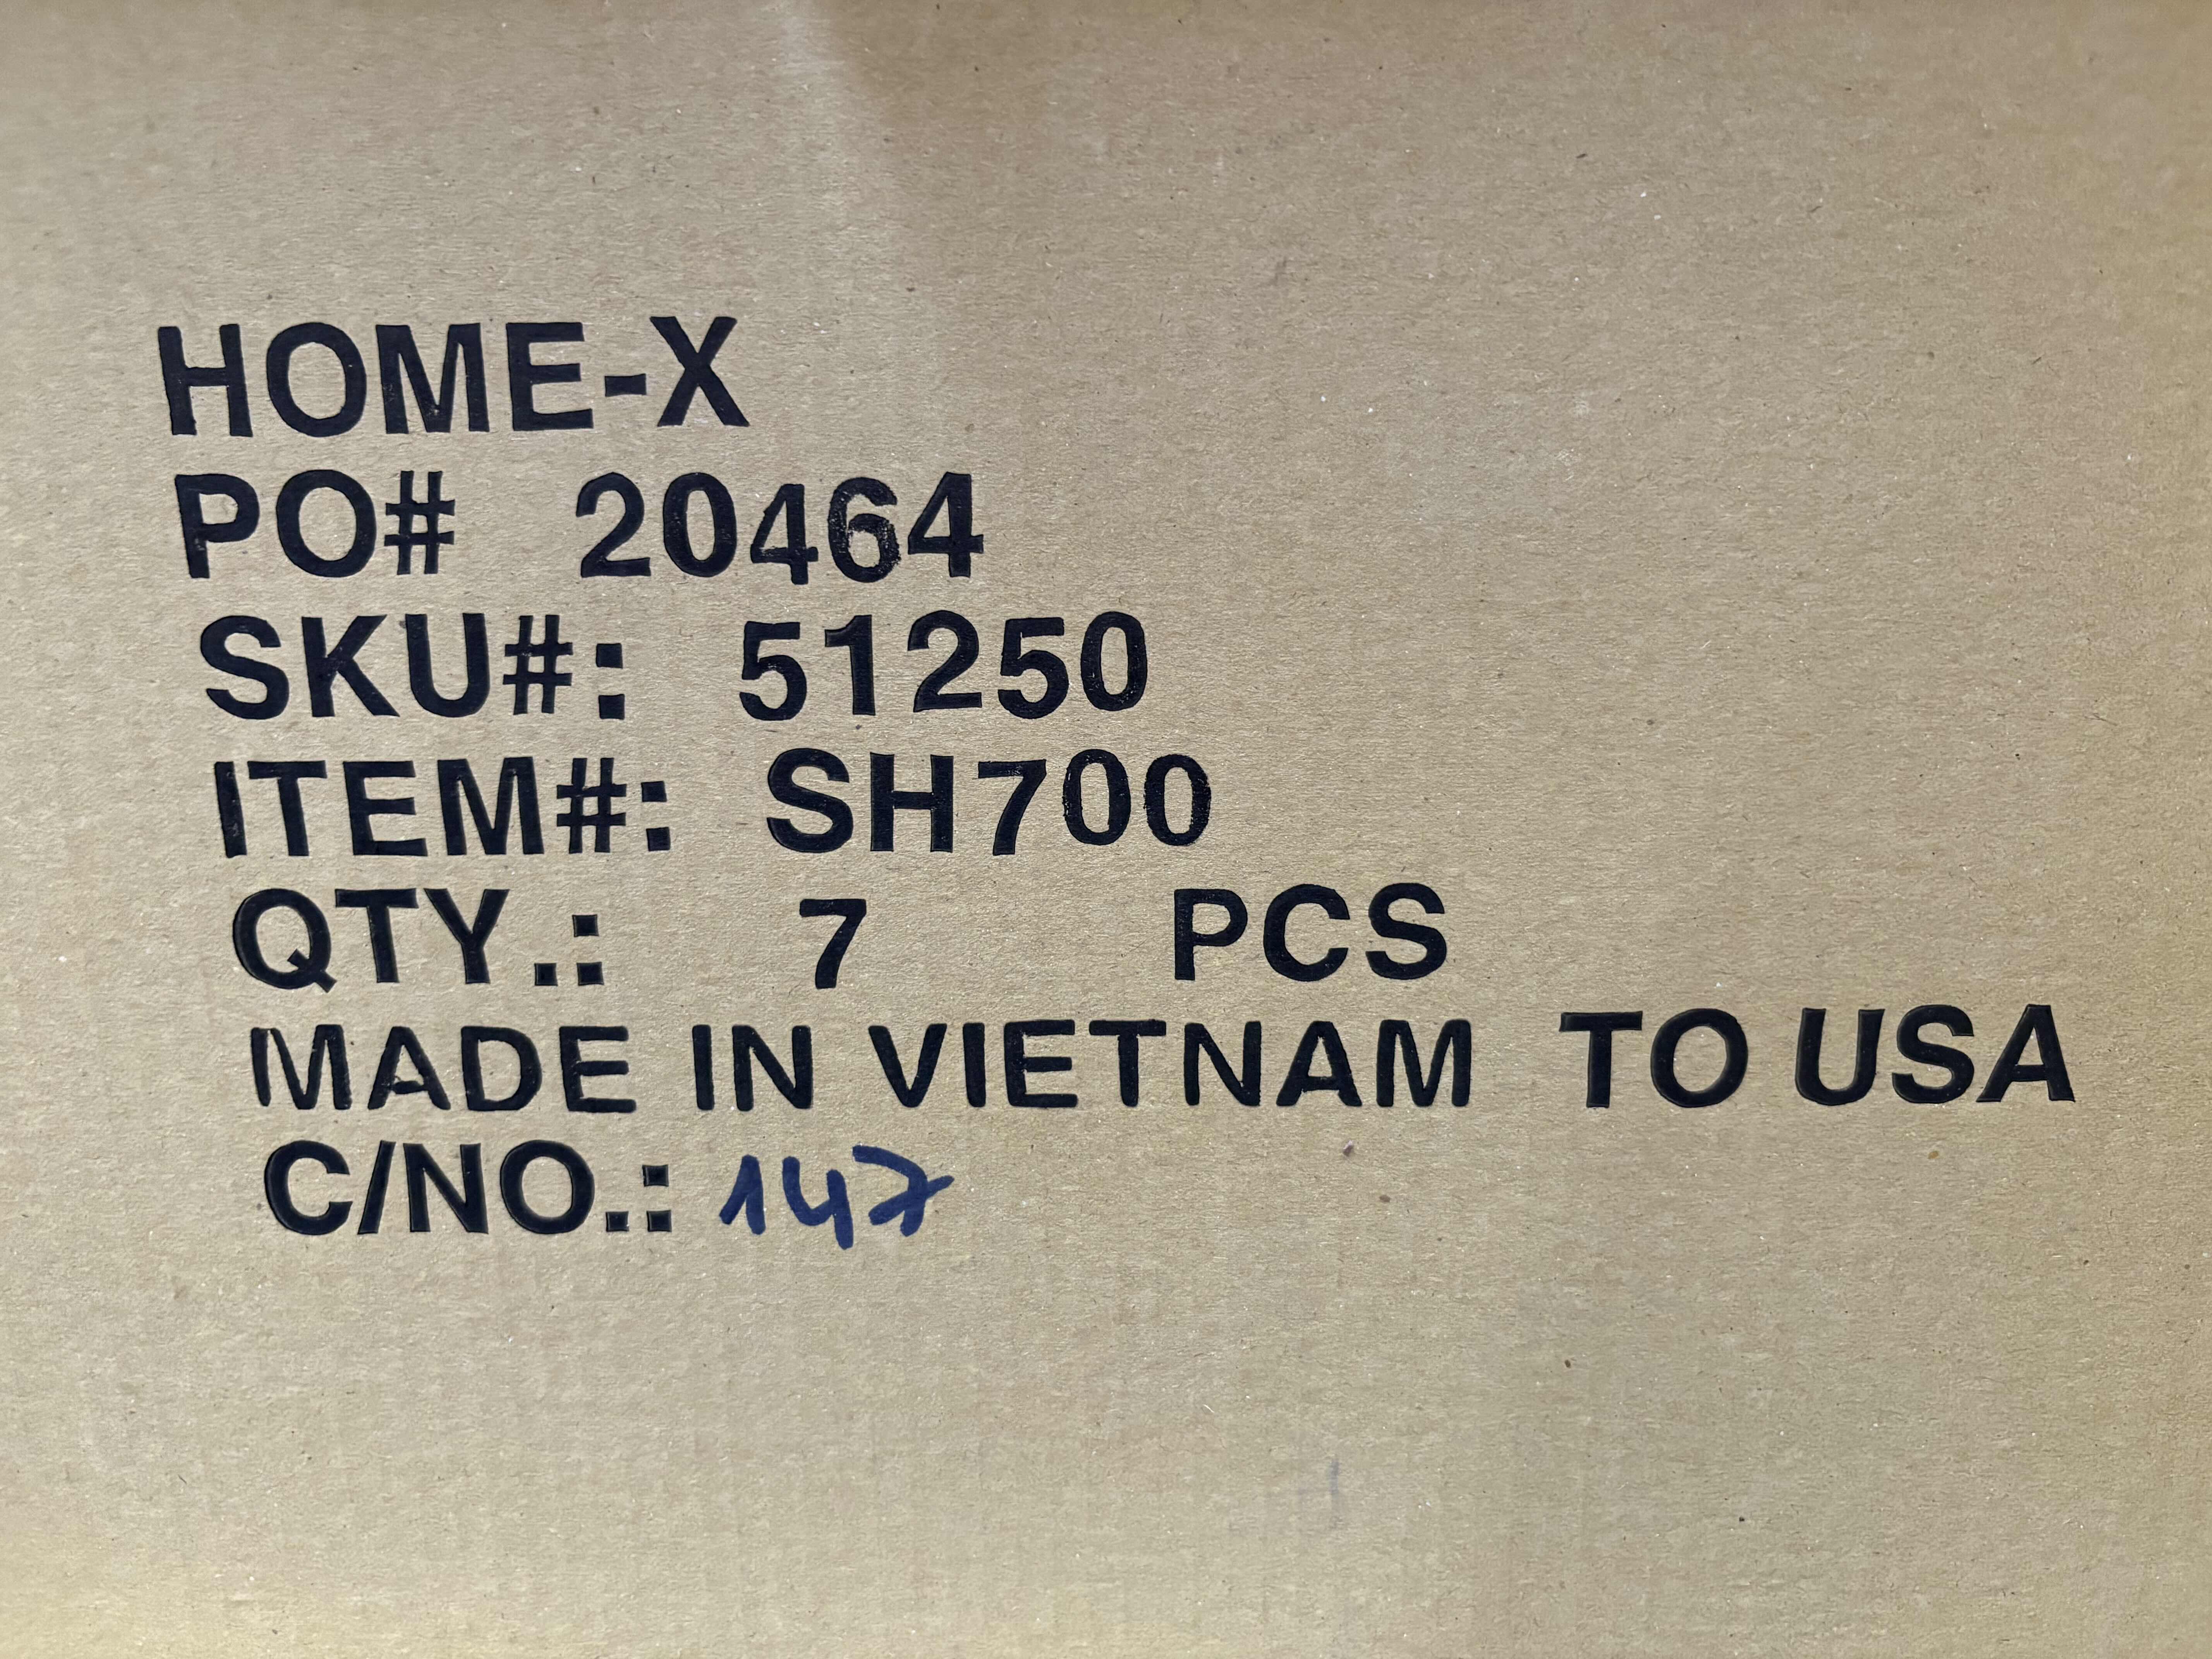 HOME-X
PO# 20464
SKU#: 51250
ITEM#: SH700
QTY.: 7 PCS
MADE IN VIETNAM TO USA
C/NO.: 147